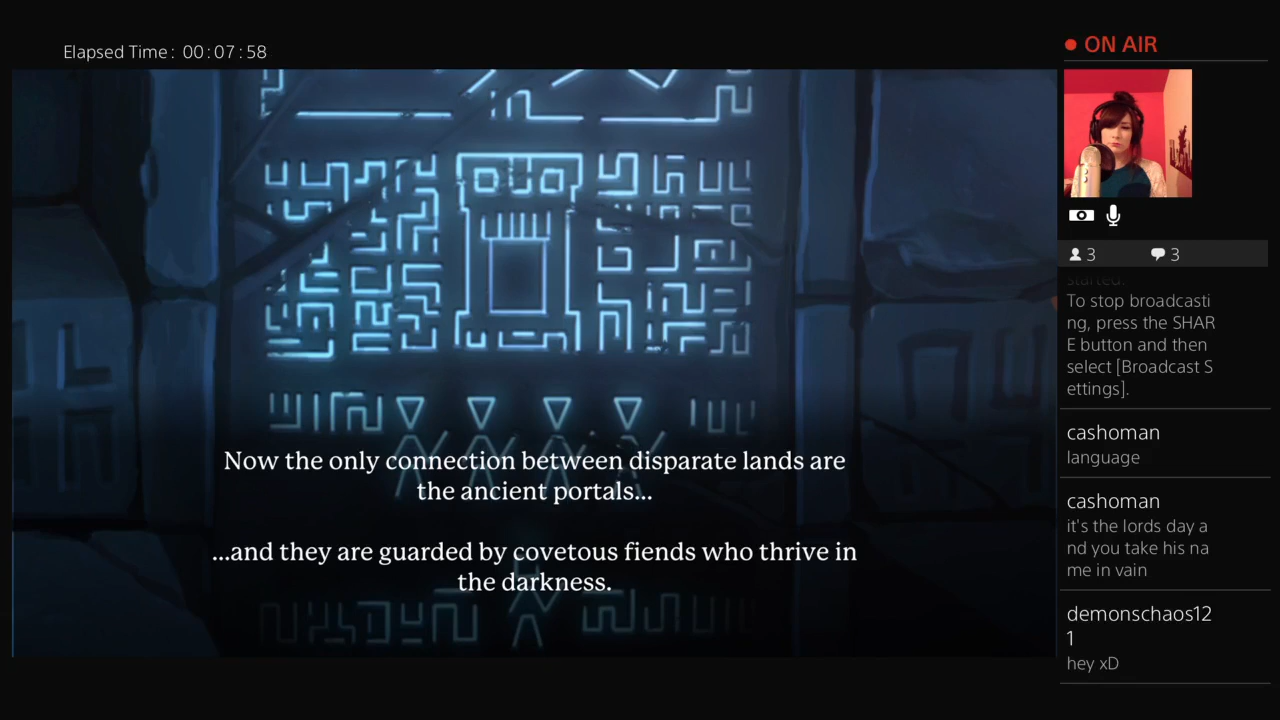 Elapsed Time: 00:07:58
ON AIR
3
3
started.
To stop broadcasti
ng, press the SHAR
E button and then
select [Broadcast S
ettings].
cashoman
language
cashoman
it's the lords day a
nd you take his na
me in vain
demonschaos12
1
hey xD
Now the only connection between disparate lands are
the ancient portals...
...and they are guarded by covetous fiends who thrive in
the darkness.